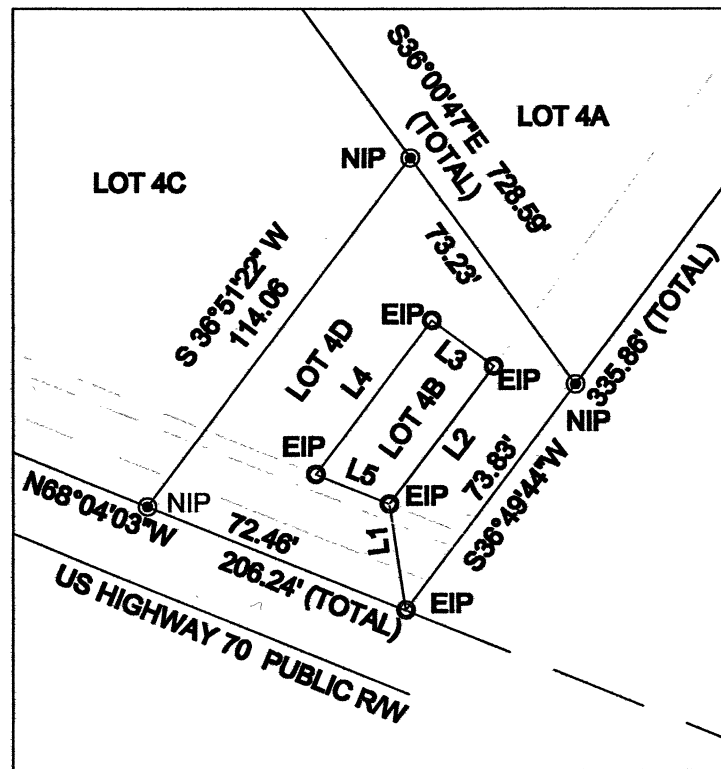 S36°00'47"E 728.59'
(TOTAL)
LOT 4A
NIP
LOT 4C
73.23'
S 36°51'22" W
114.06
335.86' (TOTAL)
EIP
L3
EIP
NIP
LOT 4D
L4
LOT 4B
L2
73.83'
S36°49'44"W
EIP
L5
EIP
N68°04'03"W
NIP
72.46'
L1
206.24' (TOTAL)
EIP
US HIGHWAY 70 PUBLIC R/W